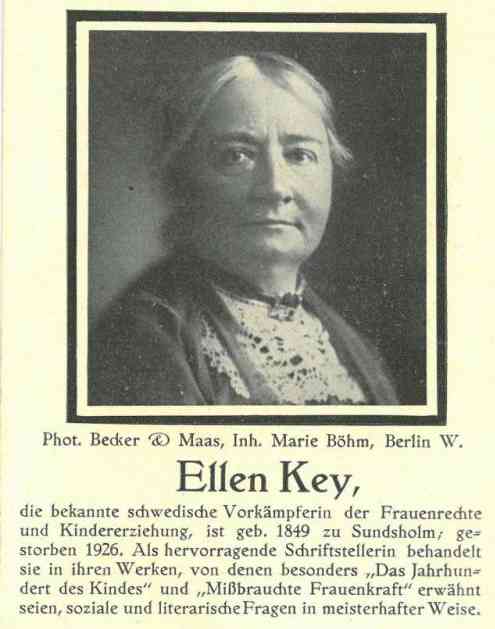 Phot. Becker & Maas, Inh. Marie Böhm, Berlin W.
Ellen Key,
die bekannte schwedische Vorkämpferin der Frauenrechte
und Kindererziehung, ist geb. 1849 zu Sundsholm; ge=
storben 1926. Als hervorragende Schriftstellerin behandelt
sie in ihren Werken, von denen besonders „Das Jahrhun=
dert des Kindes“ und „Mißbrauchte Frauenkraft“ erwähnt
seien, soziale und literarische Fragen in meisterhafter Weise.